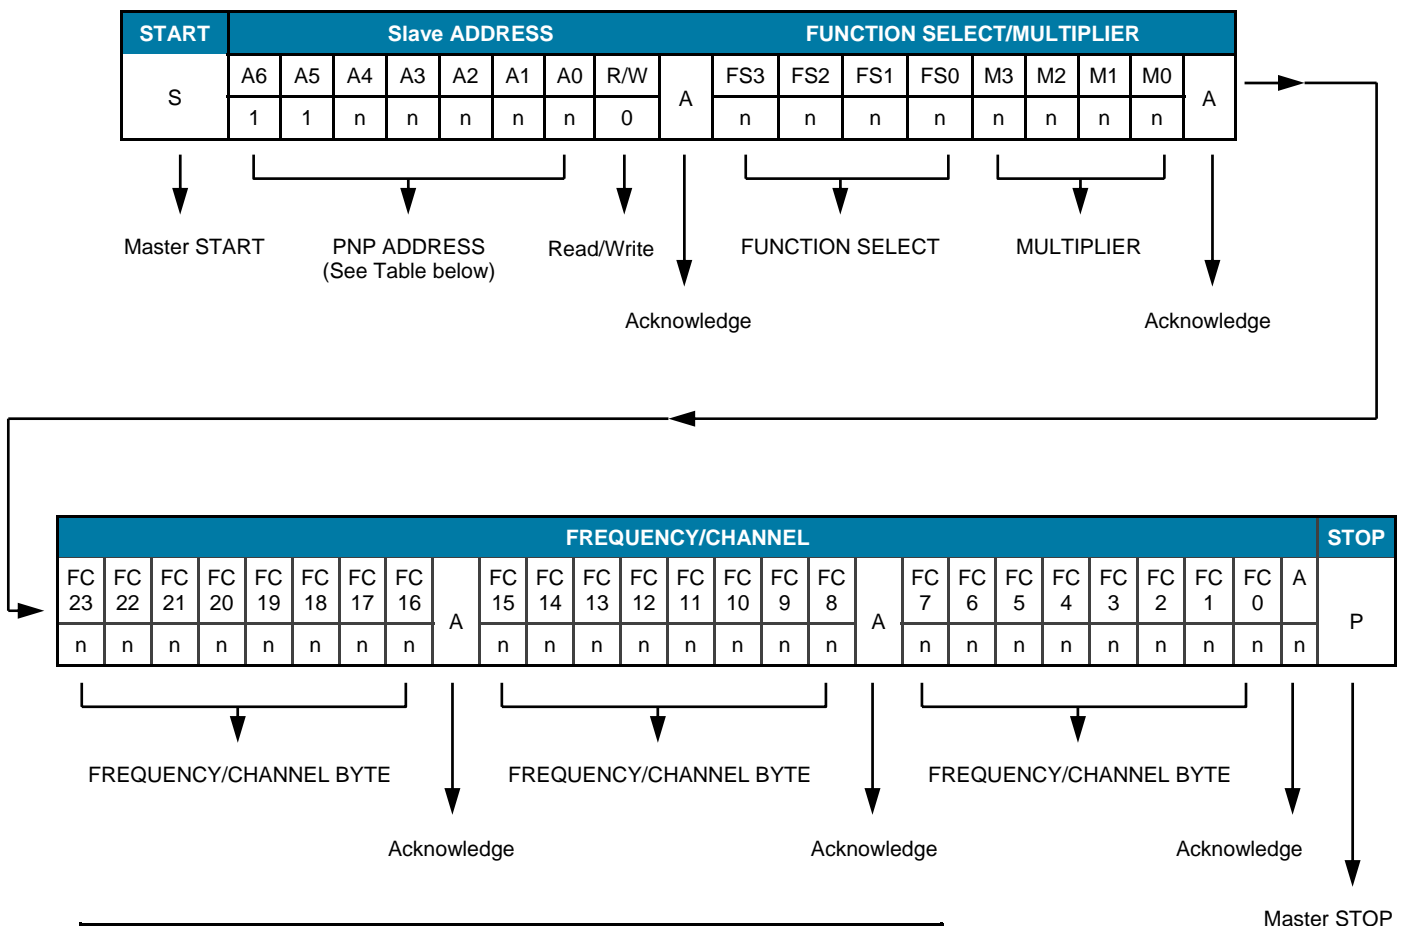 START Slave ADDRESS FUNCTION SELECT/MULTIPLIER
S A6 A5 A4 A3 A2 A1 A0 R/W A FS3 FS2 FS1 FS0 M3 M2 M1 M0 A
1 1 n n n n n 0 n n n n n n n n
Master START PNP ADDRESS Read/Write FUNCTION SELECT MULTIPLIER
(See Table below)
Acknowledge Acknowledge
FREQUENCY/CHANNEL STOP
FC FC FC FC FC FC FC FC A FC FC FC FC FC FC FC FC A FC FC FC FC FC FC FC FC A P
23 22 21 20 19 18 17 16 15 14 13 12 11 10 9 8 7 6 5 4 3 2 1 0
n n n n n n n n n n n n n n n n n n n n n n n n n
FREQUENCY/CHANNEL BYTE FREQUENCY/CHANNEL BYTE FREQUENCY/CHANNEL BYTE
Acknowledge Acknowledge Acknowledge
Master STOP